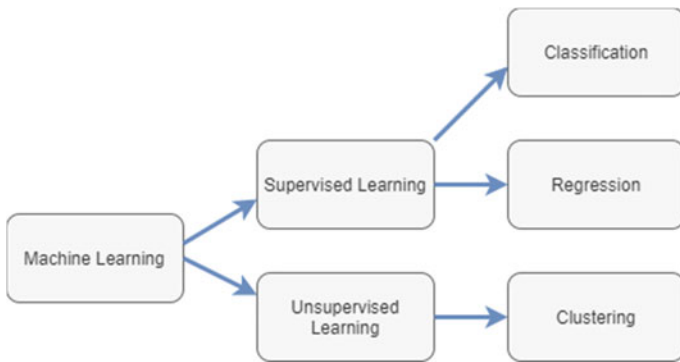 Classification
Supervised Learning
Regression
Machine Learning
Unsupervised
Learning
Clustering